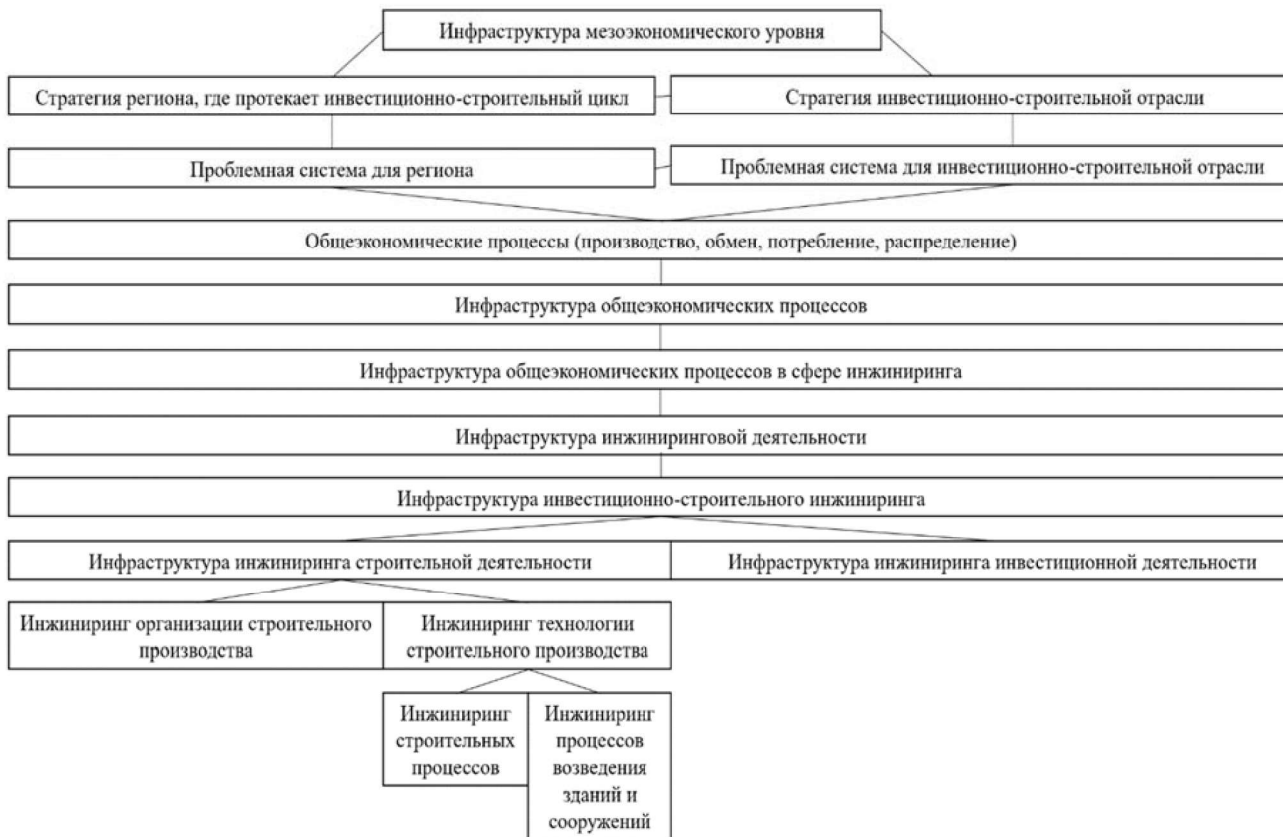 Инфраструктура мезоэкономического уровня
Стратегия региона, где протекает инвестиционно-строительный цикл
Стратегия инвестиционно-строительной отрасли
Проблемная система для региона
Проблемная система для инвестиционно-строительной отрасли
Общеэкономические процессы (производство, обмен, потребление, распределение)
Инфраструктура общеэкономических процессов
Инфраструктура общеэкономических процессов в сфере инжиниринга
Инфраструктура инжиниринговой деятельности
Инфраструктура инвестиционно-строительного инжиниринга
Инфраструктура инжиниринга строительной деятельности
Инфраструктура инжиниринга инвестиционной деятельности
Инжиниринг организации строительного
производства
Инжиниринг технологии
строительного производства
Инжиниринг
строительных
процессов
Инжиниринг
процессов
возведения
зданий и
сооружений